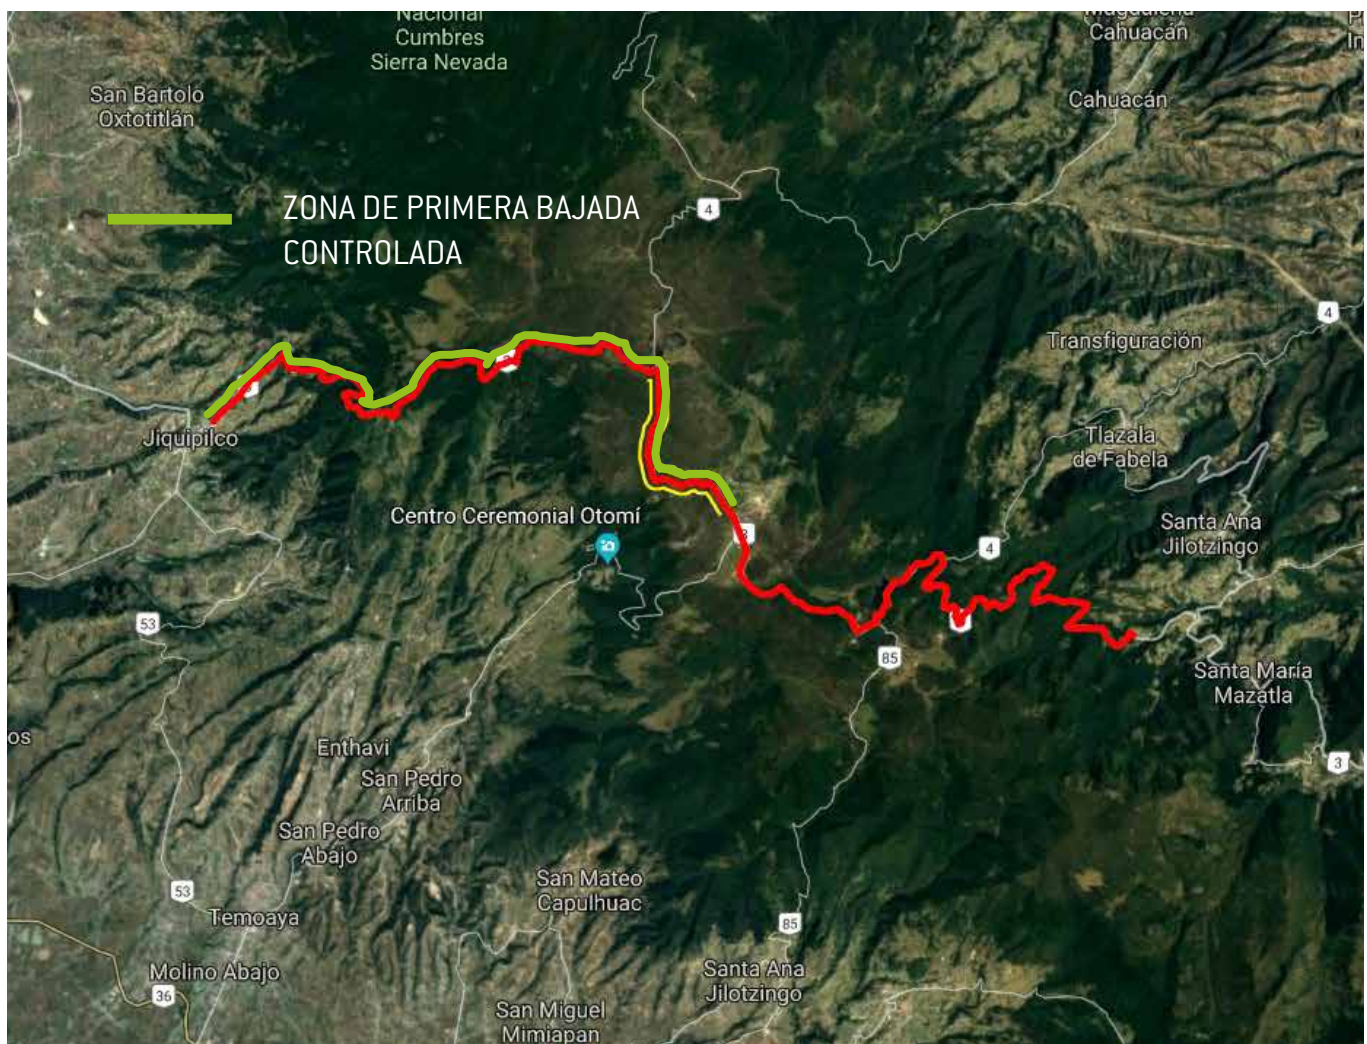 Nacional
Cumbres
Sierra Nevada
Magdalena
Cahuacán
San Bartolo
Oxtotitlán
Cahuacán
4
ZONA DE PRIMERA BAJADA
CONTROLADA
4
Transfiguración
Jiquipilco
Tlazala
de Fabela
Centro Ceremonial Otomí
Santa Ana
Jilotzingo
4
53
85
Santa María
Mazatla
os
Enthavi
3
San Pedro
Arriba
San Pedro
Abajo
San Mateo
Capulhuac
53
Temoaya
85
Molino Abajo
Santa Ana
Jilotzingo
36
San Miguel
Mimiapan